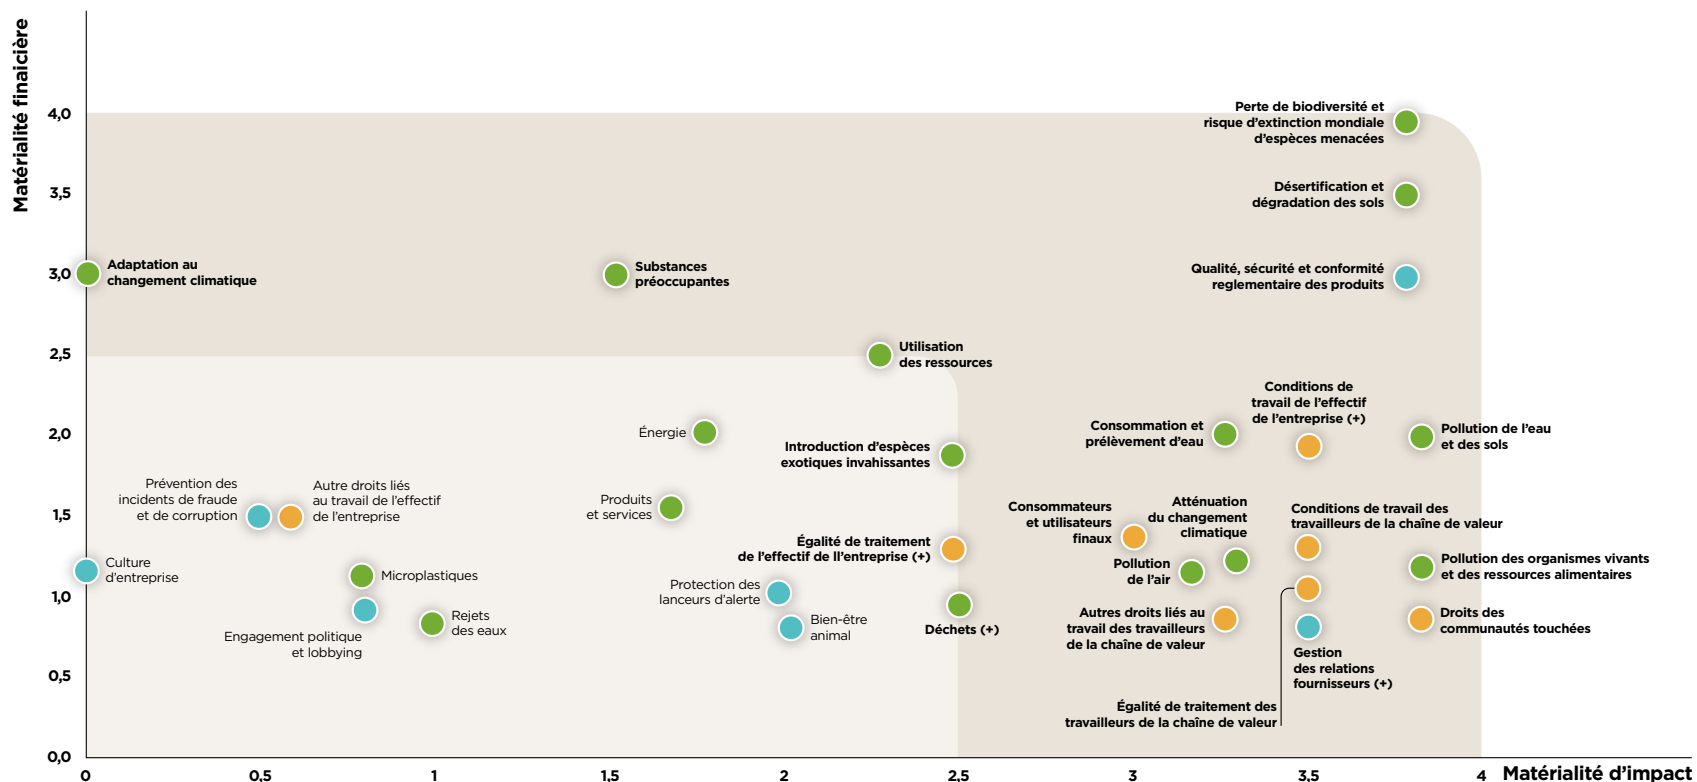 Matérialité finaicière
4,0
3,5
3,0
2,5
2,0
1,5
1,0
0,5
0,0
Perte de biodiversité et
risque d'extinction mondiale
d'espèces menacées
Désertification et
dégradation des sols
Qualité, sécurité et conformité
reglementaire des produits
Adaptation au
changement climatique
Substances
préoccupantes
Utilisation
des ressources
Énergie
Introduction d'espèces
exotiques invahissantes
Consommation et
prélèvement d'eau
Conditions de
travail de l'effectif
de l'entreprise (+)
Pollution de l'eau
et des sols
Prévention des
incidents de fraude
et de corruption
Autre droits liés
au travail de l'effectif
de l'entreprise
Produits
et services
Égalité de traitement
de l'effectif de ll'entreprise (+)
Consommateurs
et utilisateurs
finaux
Atténuation
du changement
climatique
Conditions de travail des
travailleurs de la chaîne de valeur
Culture
d'entreprise
Microplastiques
Engagement politique
et lobbying
Rejets
des eaux
Protection des
lanceurs d'alerte
Bien-être
animal
Déchets (+)
Pollution
de l'air
Autres droits liés au
travail des travailleurs
de la chaîne de valeur
Pollution des organismes vivants
et des ressources alimentaires
Droits des
communautés touchées
Gestion
des relations
fournisseurs (+)
Égalité de traitement des
travailleurs de la chaîne de valeur
0
0,5
1
1,5
2
2,5
3
3,5
4
Matérialité d'impact